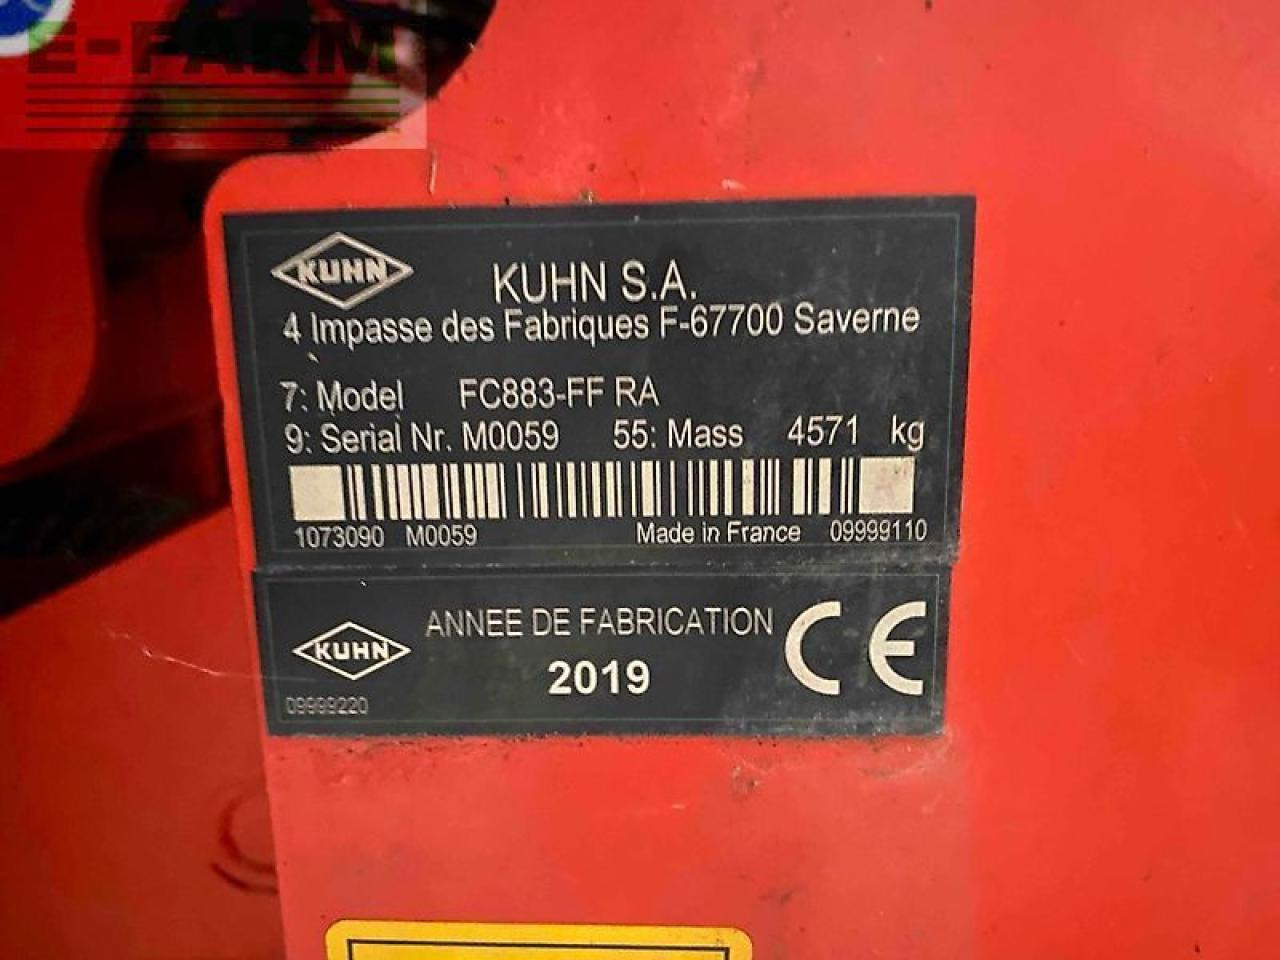 E-FARM
KUHN
KUHN S.A.
4 Impasse des Fabriques F-67700 Saverne
7: Model FC883-FF RA
9: Serial Nr. M0059 55: Mass 4571 kg
1073090 M0059 Made in France 09999110
KUHN
ANNEE DE FABRICATION
2019
CE
09999220